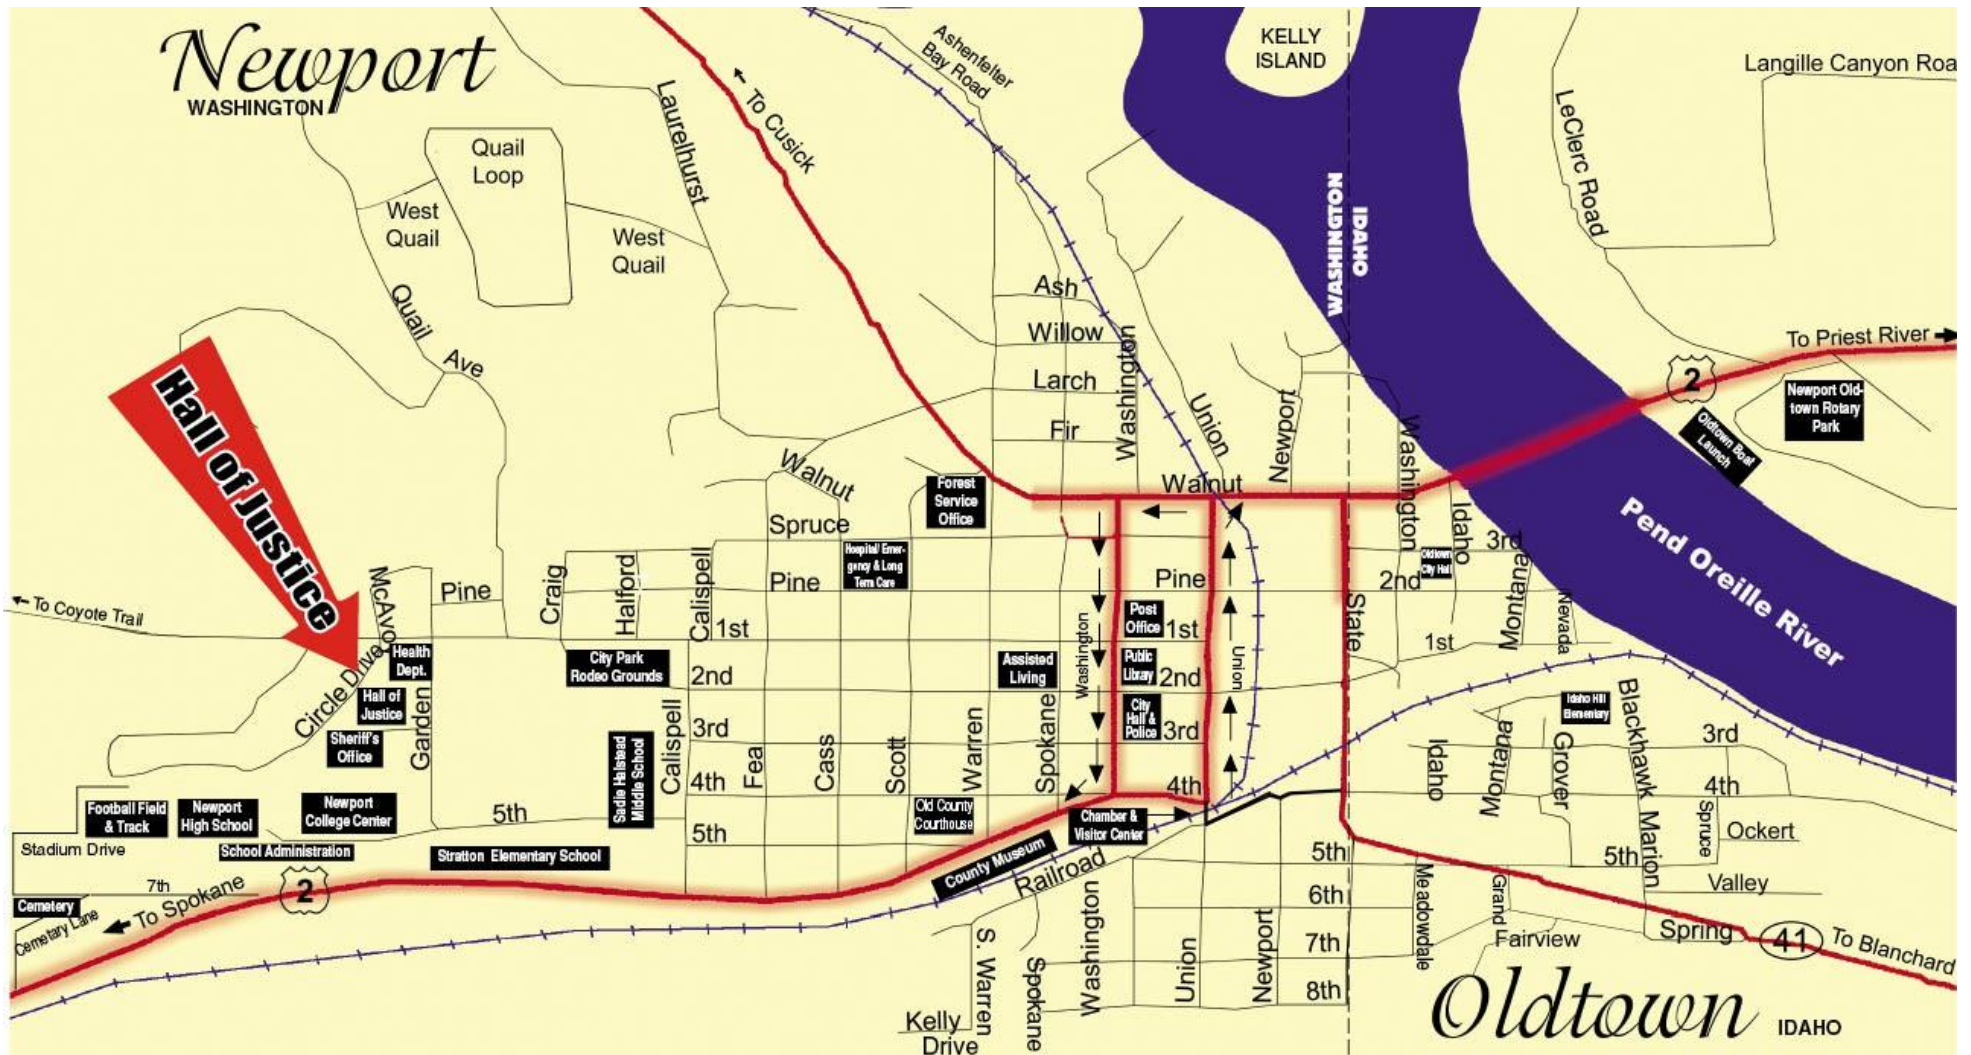 Newport
WASHINGTON
KELLY
ISLAND
Langille Canyon Roa
Ashenfelter
Bay Road
To Cusick
Laurelhurst
LeClerc Road
Quail
Loop
West
Quail
West
Quail
Quail
Ave
WASHINGTON
IDAHO
Ash
Willow
Larch
Fir
Washington
Union
Newport
Washington
To Priest River
2
Newport Old-
town Rotary
Park
Oldtown Boat
Launch
Pend Oreille River
Hall of Justice
Walnut
Forest
Service
Office
Walnut
Spruce
Hospital/ Emer-
gency & Long
Term Care
Pine
Pine
Pine
Craig
Halford
Calispell
McAvoy
To Coyote Trail
Idaho
3rd
Oldtown
City Hall
2nd
Montana
Nevada
State
1st
1st
Post
Office
1st
Health
Dept.
Circle Drive
Hall of
Justice
Sheriff's
Office
Garden
City Park
Rodeo Grounds
2nd
Assisted
Living
Washington
Public
Library
2nd
Union
City
Hall &
Police
3rd
3rd
Calispell
Fea
Cass
Scott
Warren
Spokane
4th
4th
Sadie Halstead
Middle School
Idaho Hill
Elementary
Idaho
Montana
Grover
Blackhawk
Marion
3rd
4th
Spruce
Ockert
Football Field
& Track
Newport
High School
Newport
College Center
5th
Old County
Courthouse
Chamber &
Visitor Center
5th
Stadium Drive
School Administration
Stratton Elementary School
County Museum
Railroad
5th
5th
7th
2
Cemetery
Cemetary Lane
To Spokane
6th
7th
8th
Washington
Union
Newport
Meadowdale
Grand
Valley
Fairview
Spring
41
To Blanchard
S. Warren
Spokane
Kelly
Drive
Oldtown
IDAHO